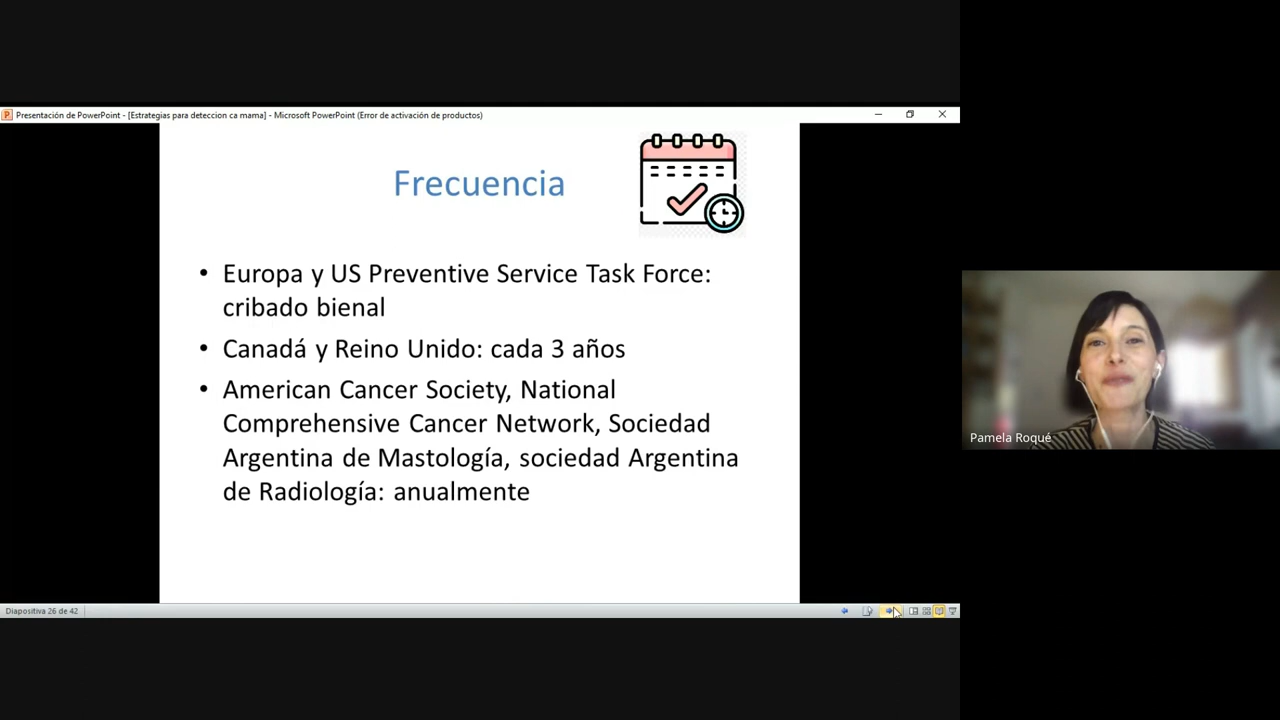 Presentación de PowerPoint - [Estrategias para deteccion ca mama] - Microsoft PowerPoint (Error de activación de productos)
Frecuencia
• Europa y US Preventive Service Task Force:
cribado bienal
• Canadá y Reino Unido: cada 3 años
• American Cancer Society, National
Comprehensive Cancer Network, Sociedad
Argentina de Mastología, sociedad Argentina
de Radiología: anualmente
Pamela Roqué
Diapositiva 26 de 42